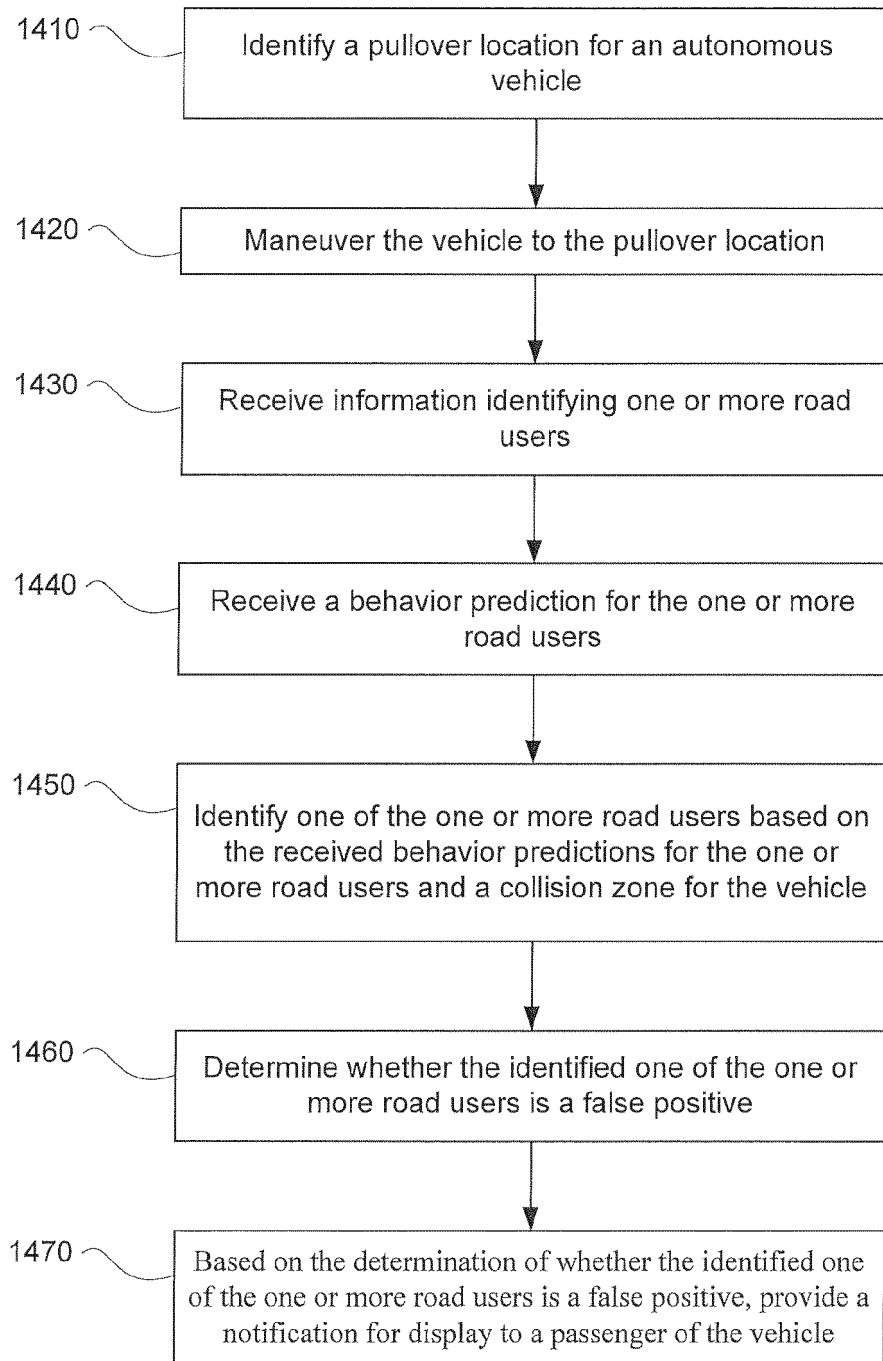 1410
Identify a pullover location for an autonomous
vehicle
1420
Maneuver the vehicle to the pullover location
1430
Receive information identifying one or more road
users
1440
Receive a behavior prediction for the one or more
road users
1450
Identify one of the one or more road users based on
the received behavior predictions for the one or
more road users and a collision zone for the vehicle
1460
Determine whether the identified one of the one or
more road users is a false positive
1470
Based on the determination of whether the identified one
of the one or more road users is a false positive, provide a
notification for display to a passenger of the vehicle